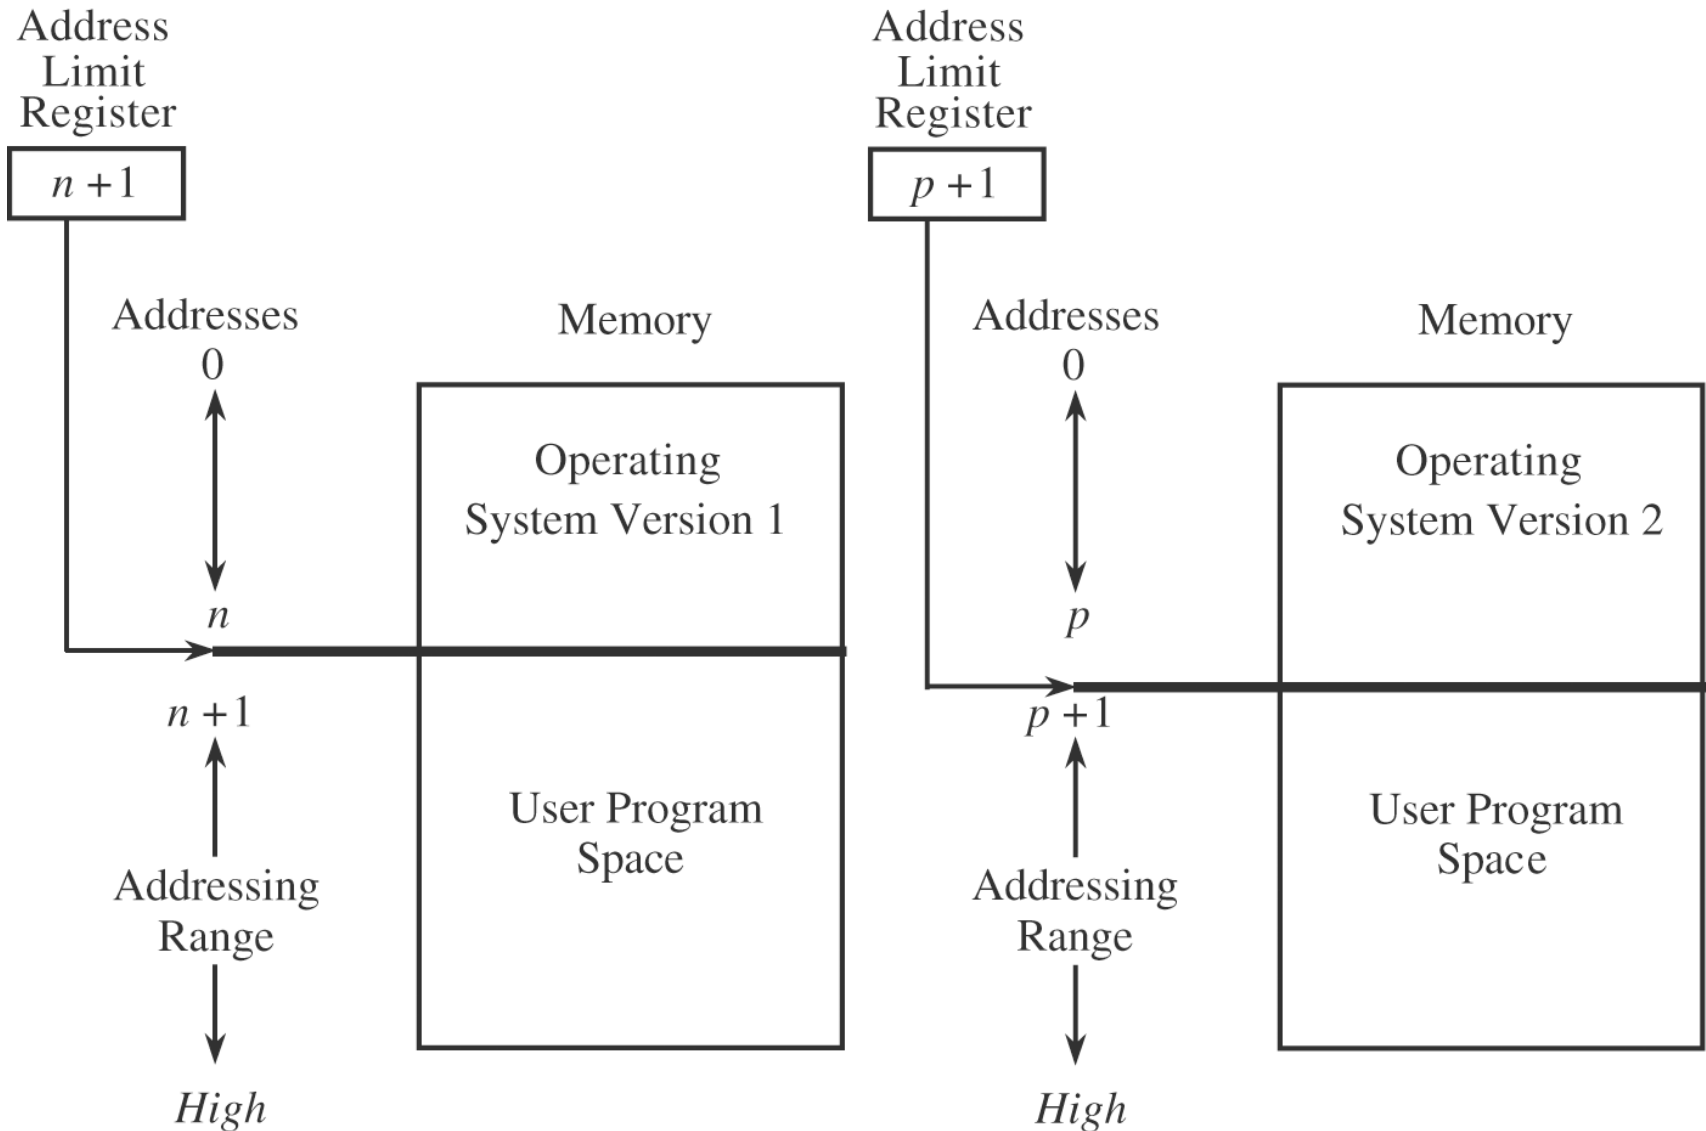 Address
Limit
Register
n + 1
Addresses
0
n
n + 1
Addressing
Range
High
Memory
Operating
System Version 1
User Program
Space
Address
Limit
Register
p + 1
Addresses
0
p
p + 1
Addressing
Range
High
Memory
Operating
System Version 2
User Program
Space